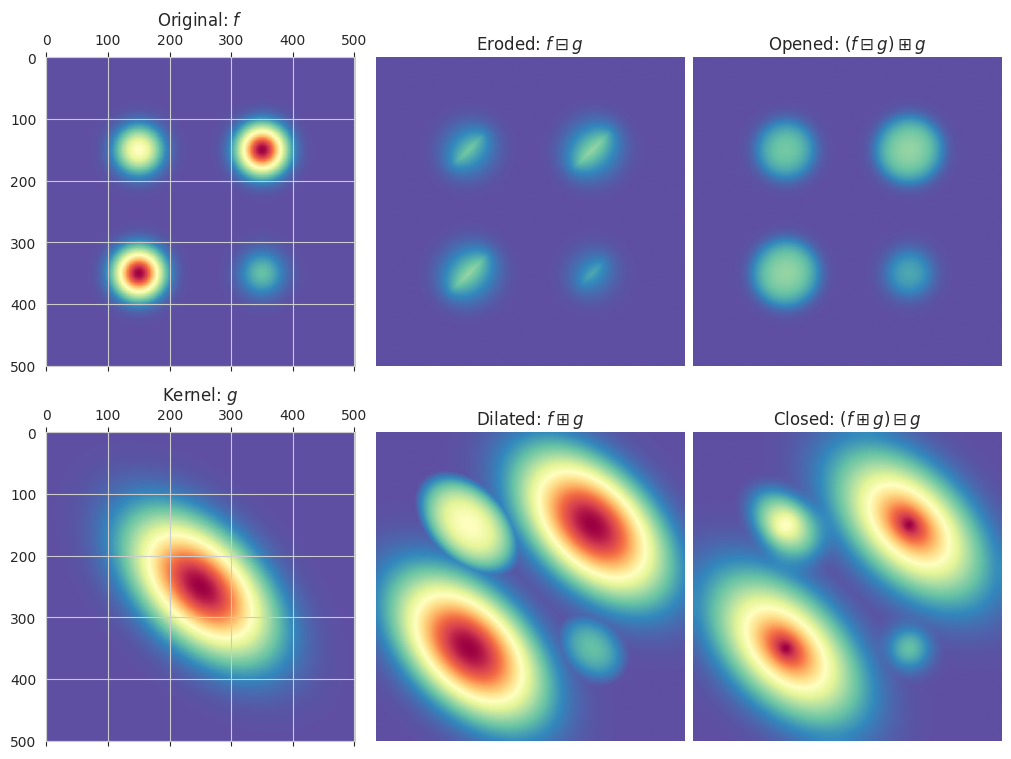 Original: f
0 100 200 300 400 500
0
100
200
300
400
500
Eroded: f ⊟ g
Opened: (f ⊟ g) ⊞ g
Kernel: g
0 100 200 300 400 500
0
100
200
300
400
500
Dilated: f ⊞ g
Closed: (f ⊞ g) ⊟ g